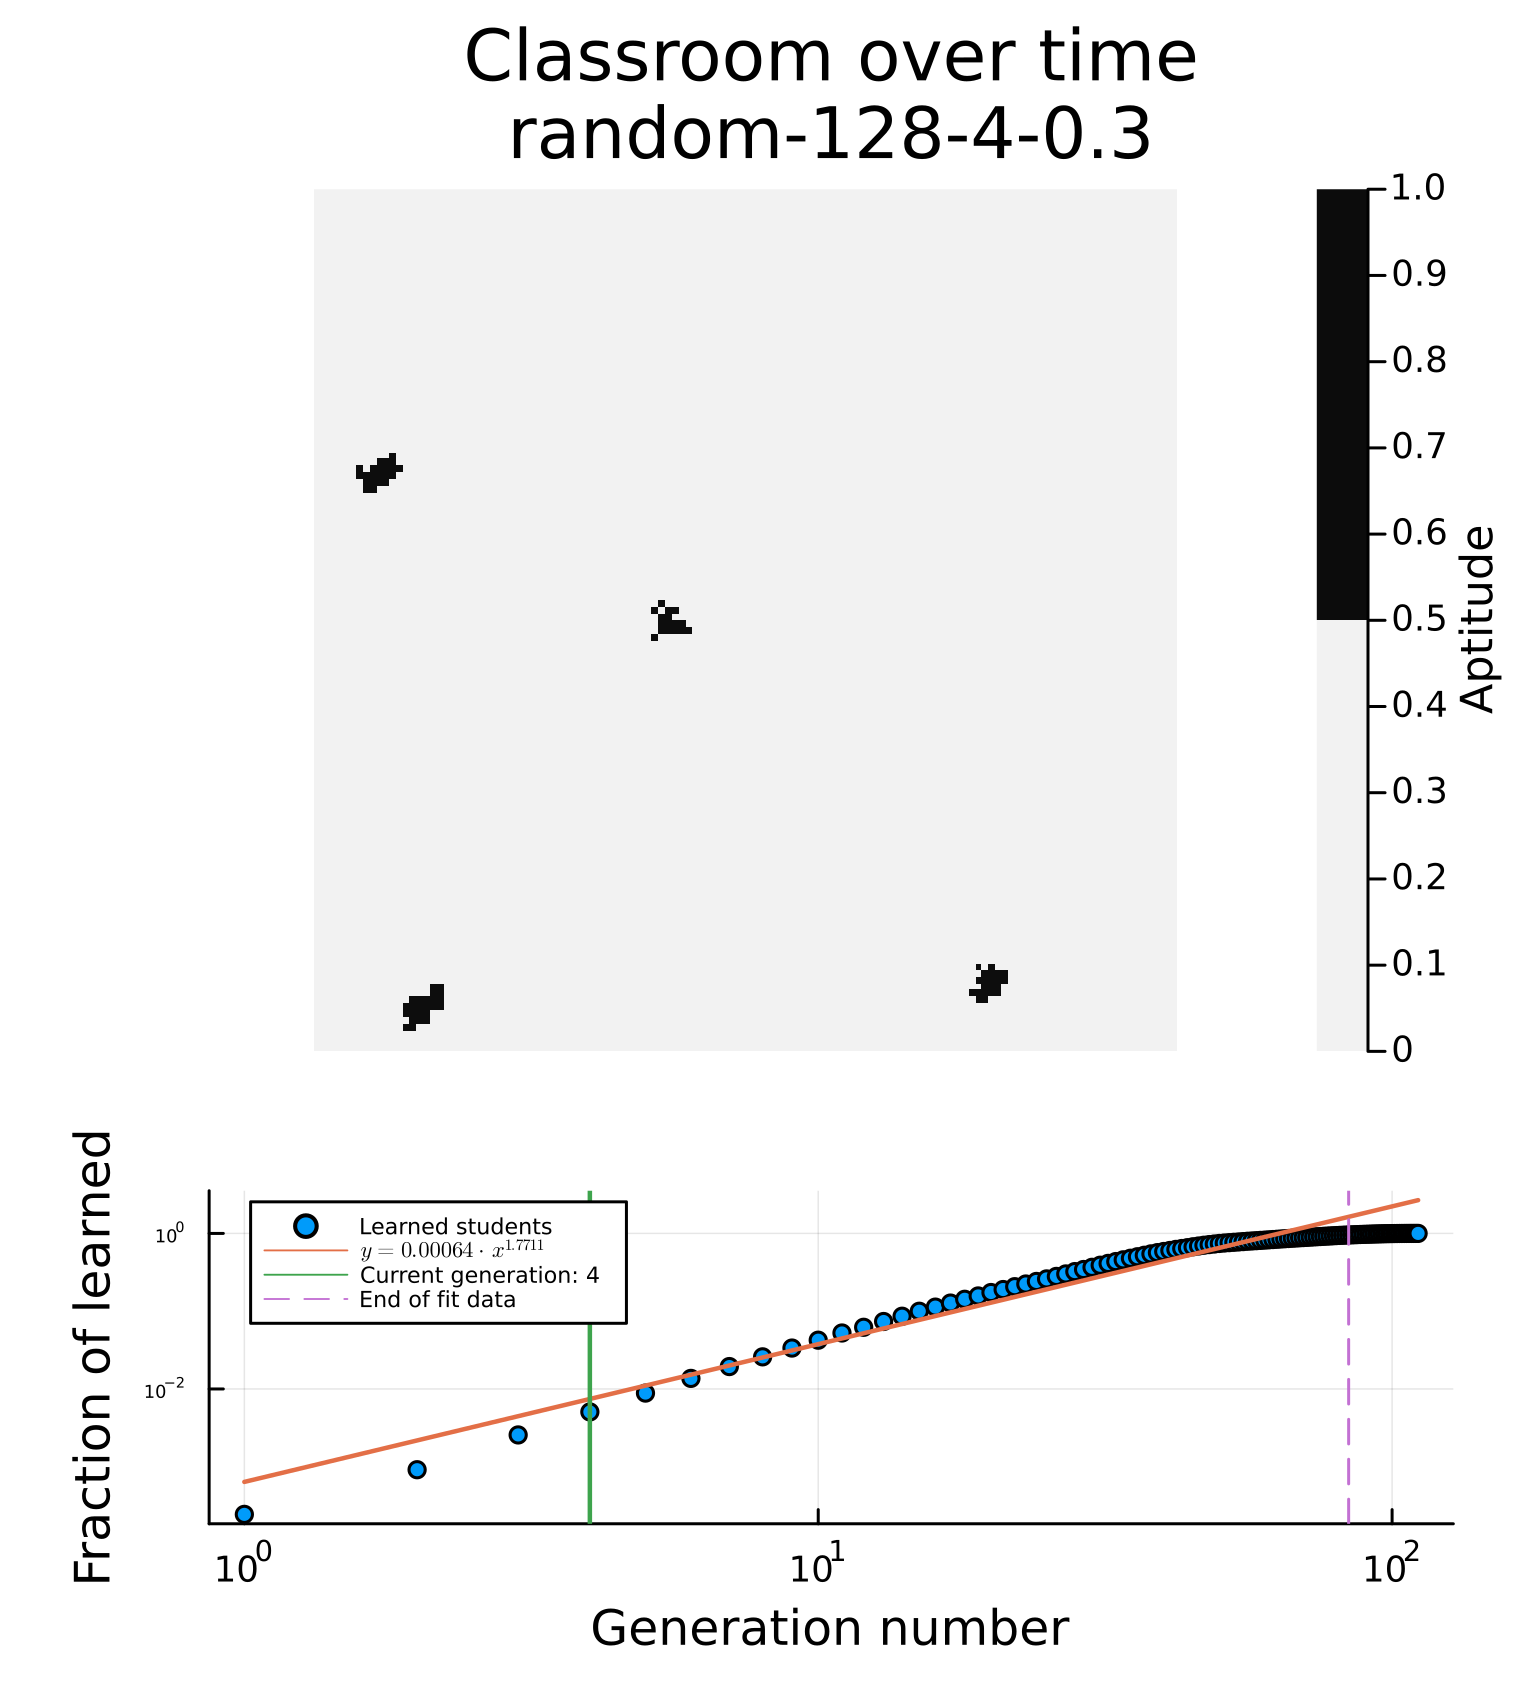 Classroom over time
random-128-4-0.3
1.0
0.9
0.8
0.7
0.6
0.5
0.4
0.3
0.2
0.1
0
Aptitude
Fraction of learned
10⁰
10⁻²
Learned students
y = 0.00064 · x^1.7711
Current generation: 4
End of fit data
10⁰
10¹
10²
Generation number